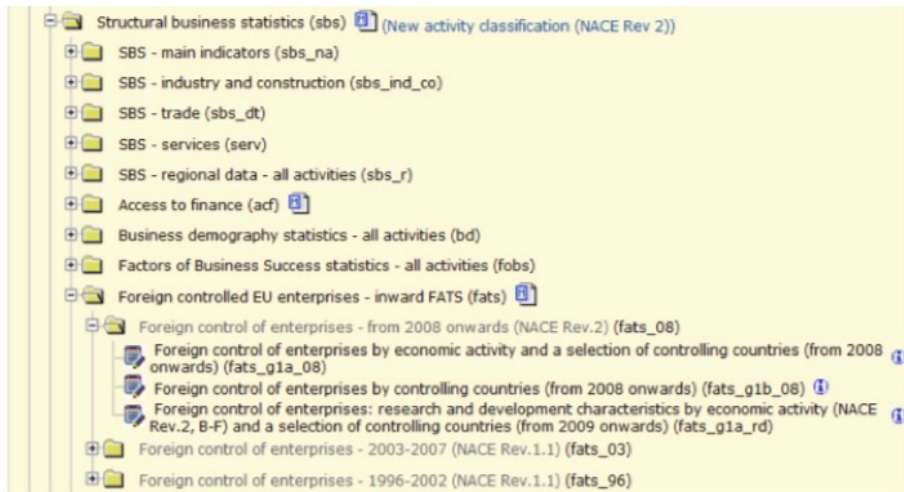 Structural business statistics (sbs) (New activity classification (NACE Rev 2))
SBS - main indicators (sbs_na)
SBS - industry and construction (sbs_ind_co)
SBS - trade (sbs_dt)
SBS - services (serv)
SBS - regional data - all activities (sbs_r)
Access to finance (acf)
Business demography statistics - all activities (bd)
Factors of Business Success statistics - all activities (fobs)
Foreign controlled EU enterprises - inward FATS (fats)
Foreign control of enterprises - from 2008 onwards (NACE Rev.2) (fats_08)
Foreign control of enterprises by economic activity and a selection of controlling countries (from 2008
onwards) (fats_g1a_08)
Foreign control of enterprises by controlling countries (from 2008 onwards) (fats_g1b_08)
Foreign control of enterprises: research and development characteristics by economic activity (NACE
Rev.2, B-F) and a selection of controlling countries (from 2009 onwards) (fats_g1a_rd)
Foreign control of enterprises - 2003-2007 (NACE Rev.1.1) (fats_03)
Foreign control of enterprises - 1996-2002 (NACE Rev.1.1) (fats_96)